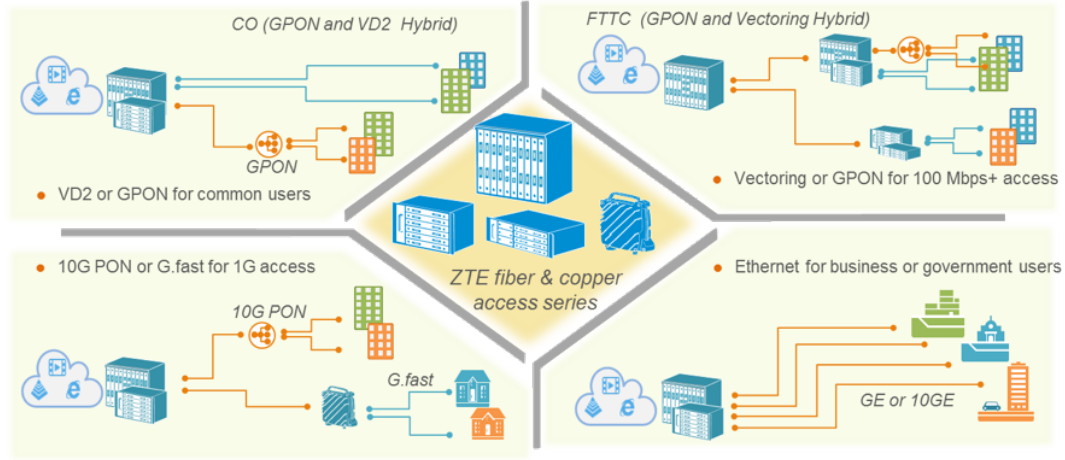 CO (GPON and VD2 Hybrid)
GPON
VD2 or GPON for common users
FTTC (GPON and Vectoring Hybrid)
Vectoring or GPON for 100 Mbps+ access
ZTE fiber & copper
access series
10G PON or G.fast for 1G access
10G PON
G.fast
Ethernet for business or government users
GE or 10GE